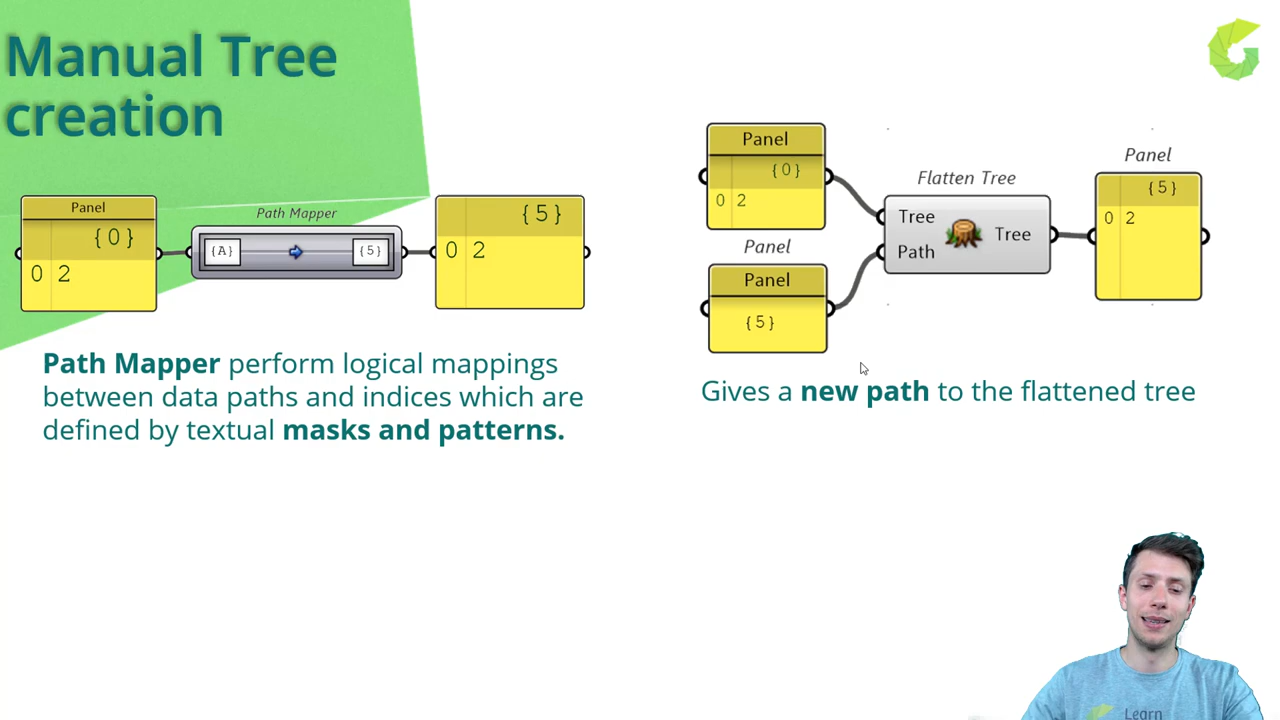 Manual Tree
creation
Panel
{ 0 }
0 2
Path Mapper
{A}
{ 5 }
{ 5 }
0 2
Path Mapper perform logical mappings
between data paths and indices which are
defined by textual masks and patterns.
Panel
{ 0 }
0 2
Panel
Panel
{ 5 }
Flatten Tree
Tree
Path
Tree
Panel
{ 5 }
0 2
Gives a new path to the flattened tree
Learn